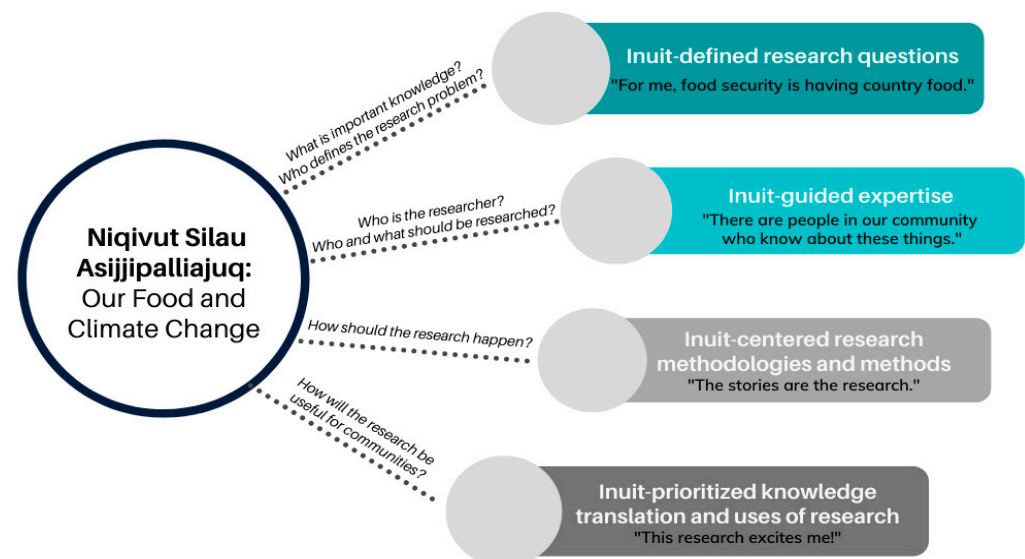 Niqivut Silau
Asijjipalliajuq:
Our Food and
Climate Change
What is important knowledge?
Who defines the research problem?
Inuit-defined research questions
"For me, food security is having country food."
Who is the researcher?
Who and what should be researched?
Inuit-guided expertise
"There are people in our community
who know about these things."
How should the research happen?
Inuit-centered research
methodologies and methods
"The stories are the research."
How will the research be
useful for communities?
Inuit-prioritized knowledge
translation and uses of research
"This research excites me!"